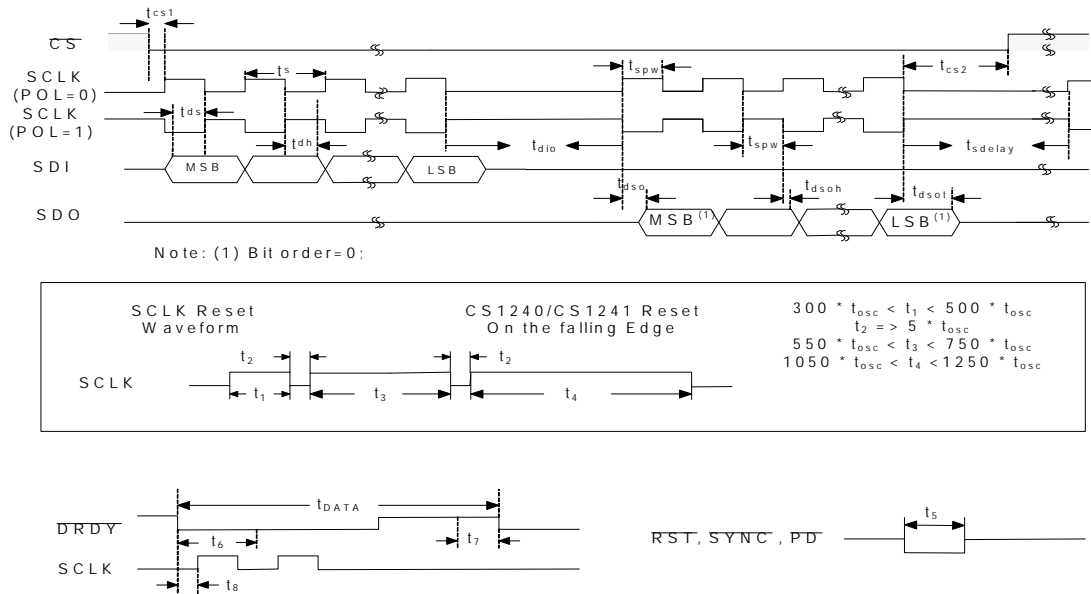 tcs1
CS
SCLK
(POL=0)
SCLK
(POL=1)
SDI
SDO
ts
tspw
tcs2
tds
tdh
tdio
tspw
tsdelay
MSB
LSB
tdso
tdsoh
tdsot
MSB(1)
LSB(1)
Note: (1) Bit order=0;
SCLK Reset
Waveform
CS1240/CS1241 Reset
On the falling Edge
300 * tosc < t1 < 500 * tosc
t2 => 5 * tosc
550 * tosc < t3 < 750 * tosc
1050 * tosc < t4 <1250 * tosc
SCLK
t2
t2
t1
t3
t4
DRDY
SCLK
tDATA
t6
t7
t8
RST, SYNC, PD
t5